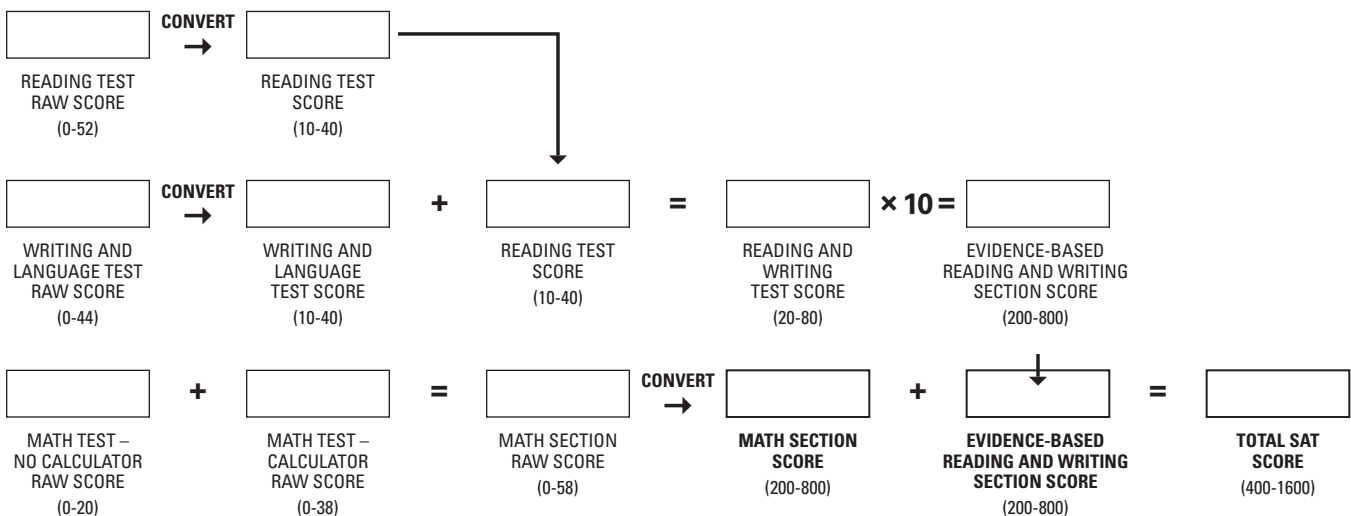 CONVERT
→
READING TEST
RAW SCORE
(0-52)
READING TEST
SCORE
(10-40)
CONVERT
→
+
=
× 10 =
WRITING AND
LANGUAGE TEST
RAW SCORE
(0-44)
WRITING AND
LANGUAGE
TEST SCORE
(10-40)
READING TEST
SCORE
(10-40)
READING AND
WRITING
TEST SCORE
(20-80)
EVIDENCE-BASED
READING AND WRITING
SECTION SCORE
(200-800)
+
=
CONVERT
→
+
=
MATH TEST –
NO CALCULATOR
RAW SCORE
(0-20)
MATH TEST –
CALCULATOR
RAW SCORE
(0-38)
MATH SECTION
RAW SCORE
(0-58)
MATH SECTION
SCORE
(200-800)
EVIDENCE-BASED
READING AND WRITING
SECTION SCORE
(200-800)
TOTAL SAT
SCORE
(400-1600)